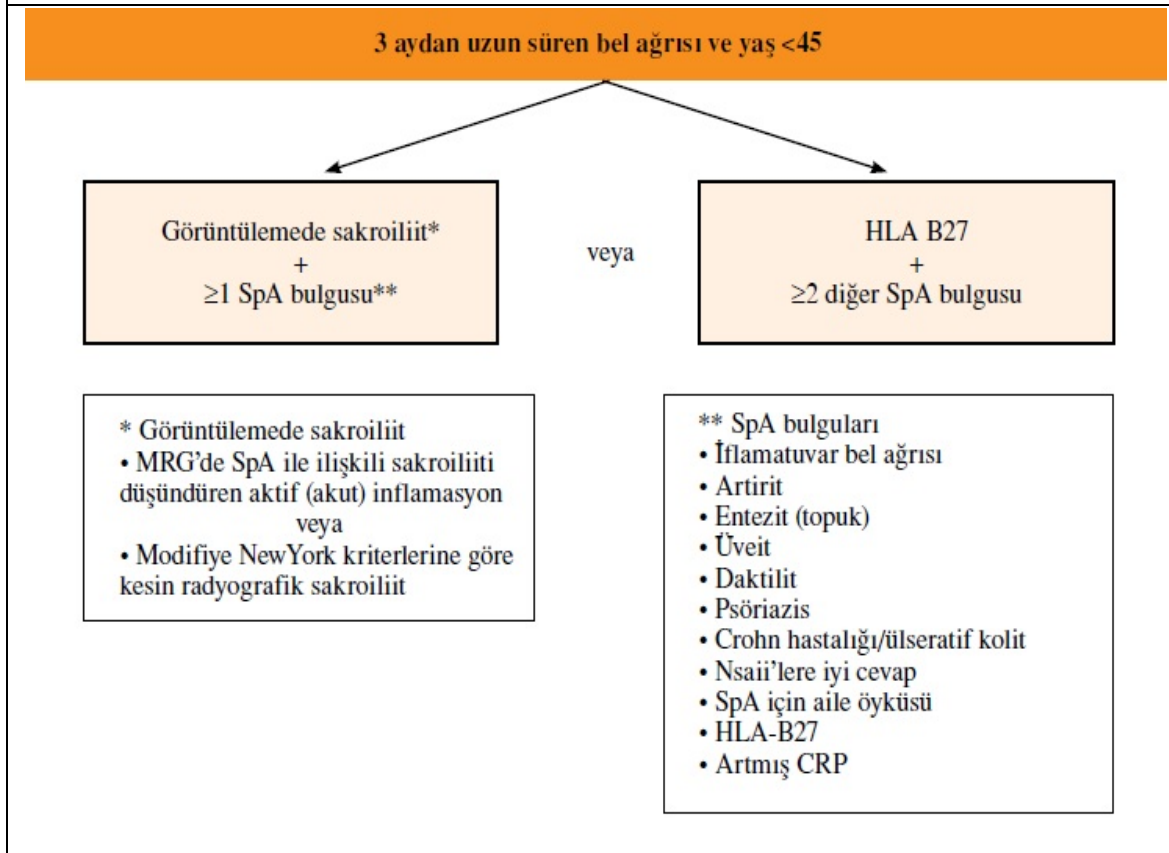 3 aydan uzun süren bel ağrısı ve yaş <45
Görüntülemede sakroiliit*
+
≥1 SpA bulgusu**
veya
HLA B27
+
≥2 diğer SpA bulgusu
* Görüntülemede sakroiliit
• MRG'de SpA ile ilişkili sakroiliiti
düşündüren aktif (akut) inflamasyon
veya
• Modifiye NewYork kriterlerine göre
kesin radyografik sakroiliit
** SpA bulguları
• İflamatuvar bel ağrısı
• Artirit
• Entezit (topuk)
• Üveit
• Daktilit
• Psöriazis
• Crohn hastalığı/ülseratif kolit
• Nsaii'lere iyi cevap
• SpA için aile öyküsü
• HLA-B27
• Artmış CRP